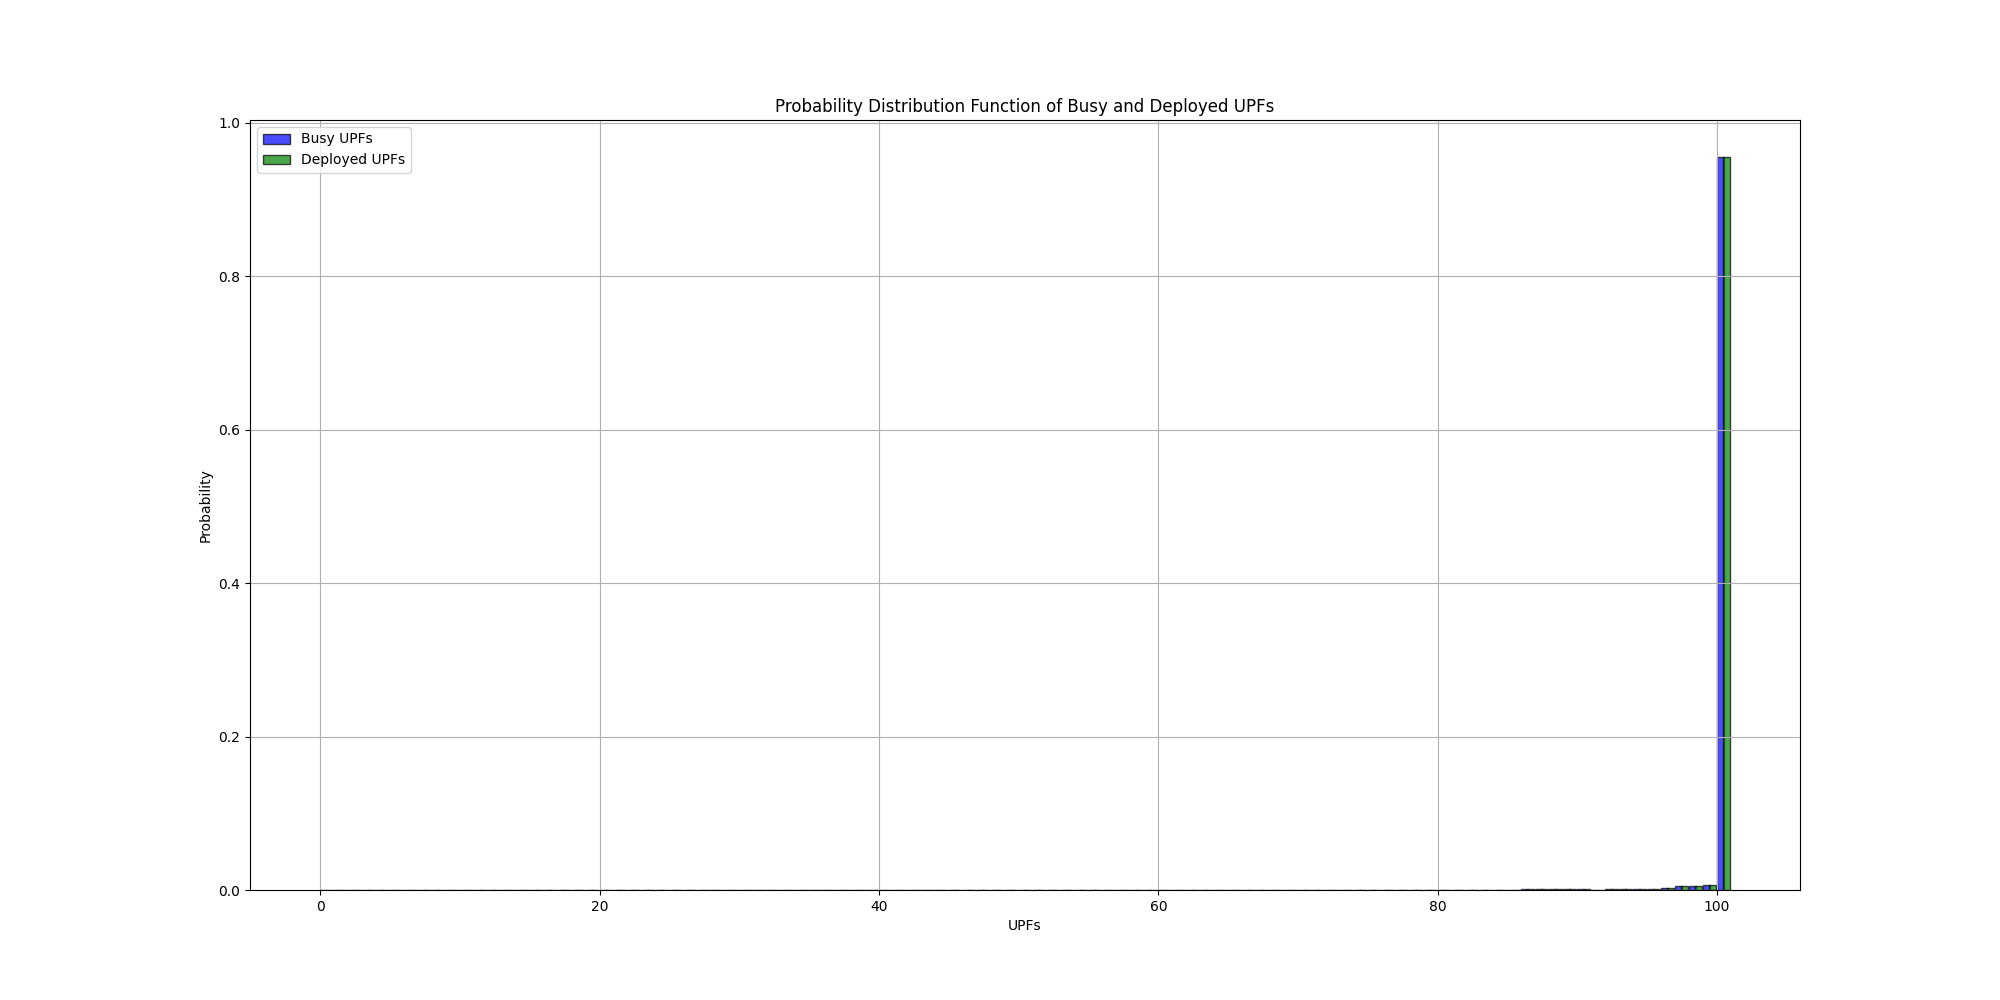 Probability Distribution Function of Busy and Deployed UPFs
Busy UPFs
Deployed UPFs
1.0
0.8
0.6
0.4
0.2
0.0
Probability
0 20 40 60 80 100
UPFs